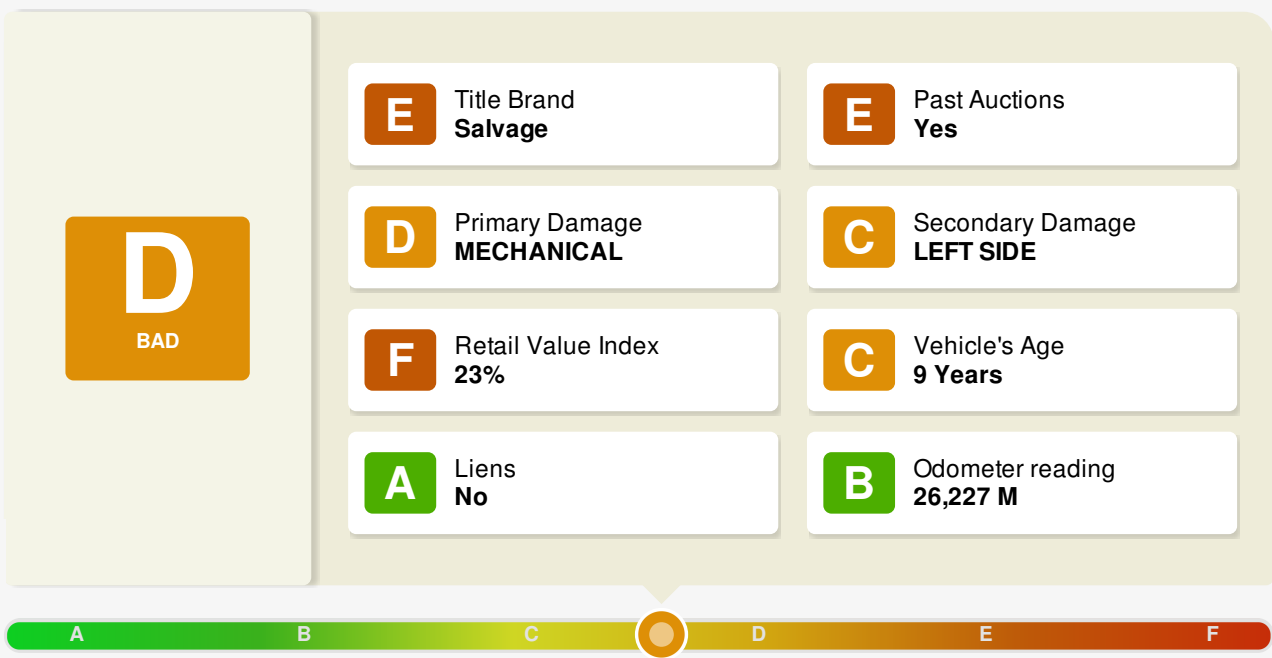 D
BAD
E
Title Brand
Salvage
E
Past Auctions
Yes
D
Primary Damage
MECHANICAL
C
Secondary Damage
LEFT SIDE
F
Retail Value Index
23%
C
Vehicle's Age
9 Years
A
Liens
No
B
Odometer reading
26,227 M
A B C D E F